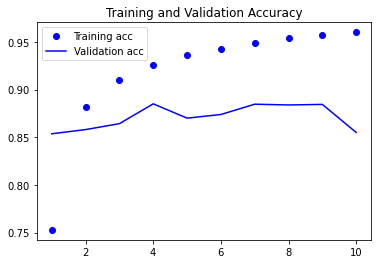 Training and Validation Accuracy
Training acc
Validation acc
0.95
0.90
0.85
0.80
0.75
2 4 6 8 10